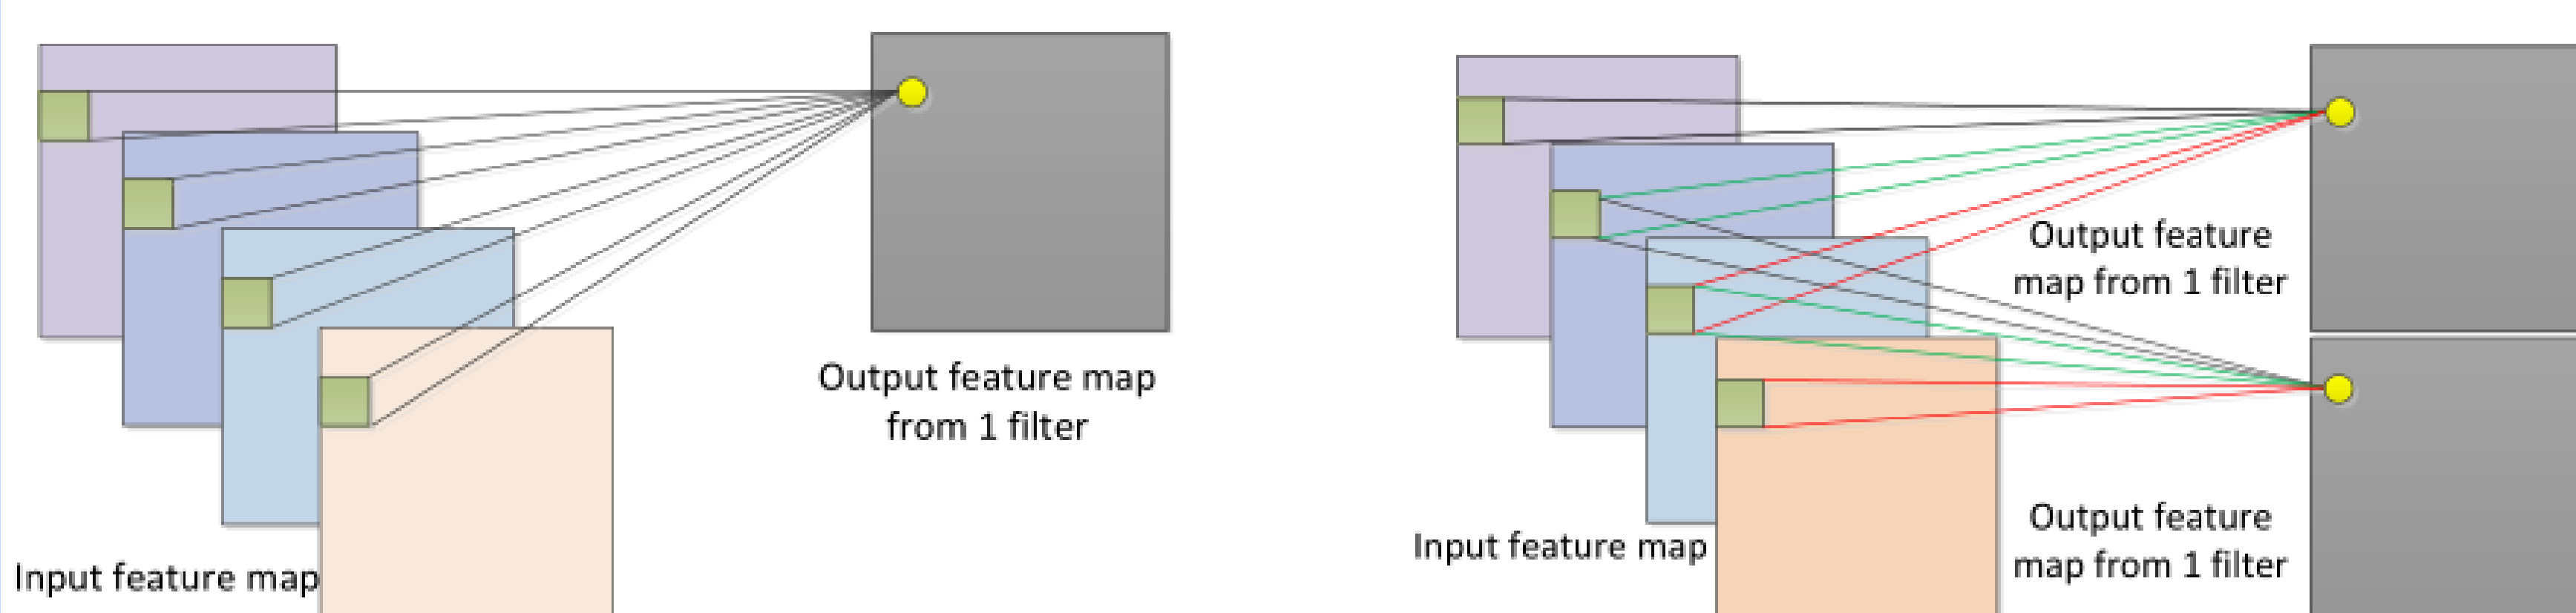 Output feature map
from 1 filter
Input feature map
Output feature
map from 1 filter
Input feature map
Output feature
map from 1 filter